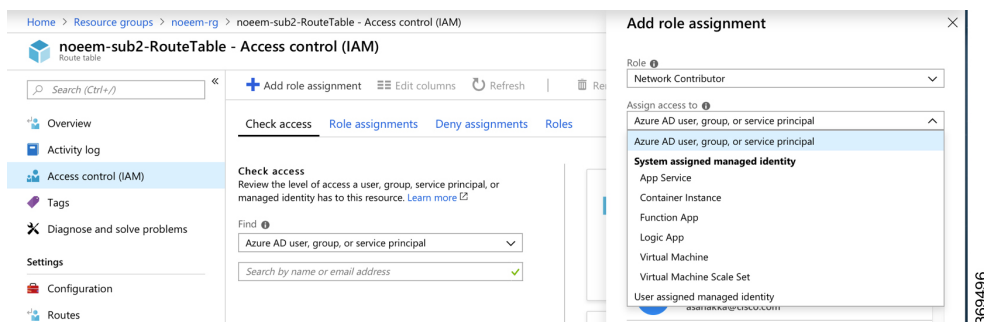 Home > Resource groups > noeem-rg > noeem-sub2-RouteTable - Access control (IAM)
noeem-sub2-RouteTable - Access control (IAM)
Route table
Search (Ctrl+/)
«
Overview
Activity log
Access control (IAM)
Tags
Diagnose and solve problems
Settings
Configuration
Routes
Add role assignment
Edit columns
Refresh
Check access
Role assignments
Deny assignments
Roles
Check access
Review the level of access a user, group, service principal, or
managed identity has to this resource. Learn more
Find
Azure AD user, group, or service principal
Search by name or email address
Add role assignment
Role
Network Contributor
Assign access to
Azure AD user, group, or service principal
Azure AD user, group, or service principal
System assigned managed identity
App Service
Container Instance
Function App
Logic App
Virtual Machine
Virtual Machine Scale Set
User assigned managed identity
369496